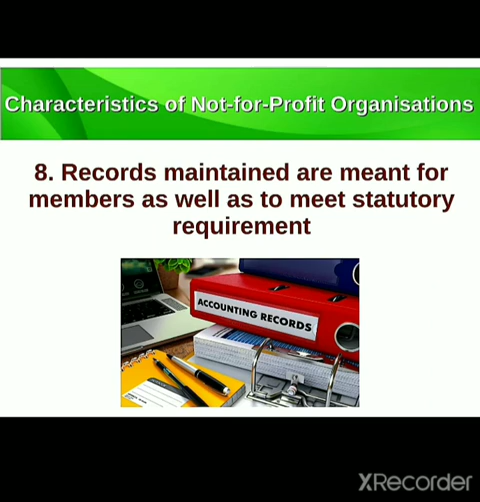 Characteristics of Not-for-Profit Organisations
8. Records maintained are meant for
members as well as to meet statutory
requirement
ACCOUNTING RECORDS
XRecorder